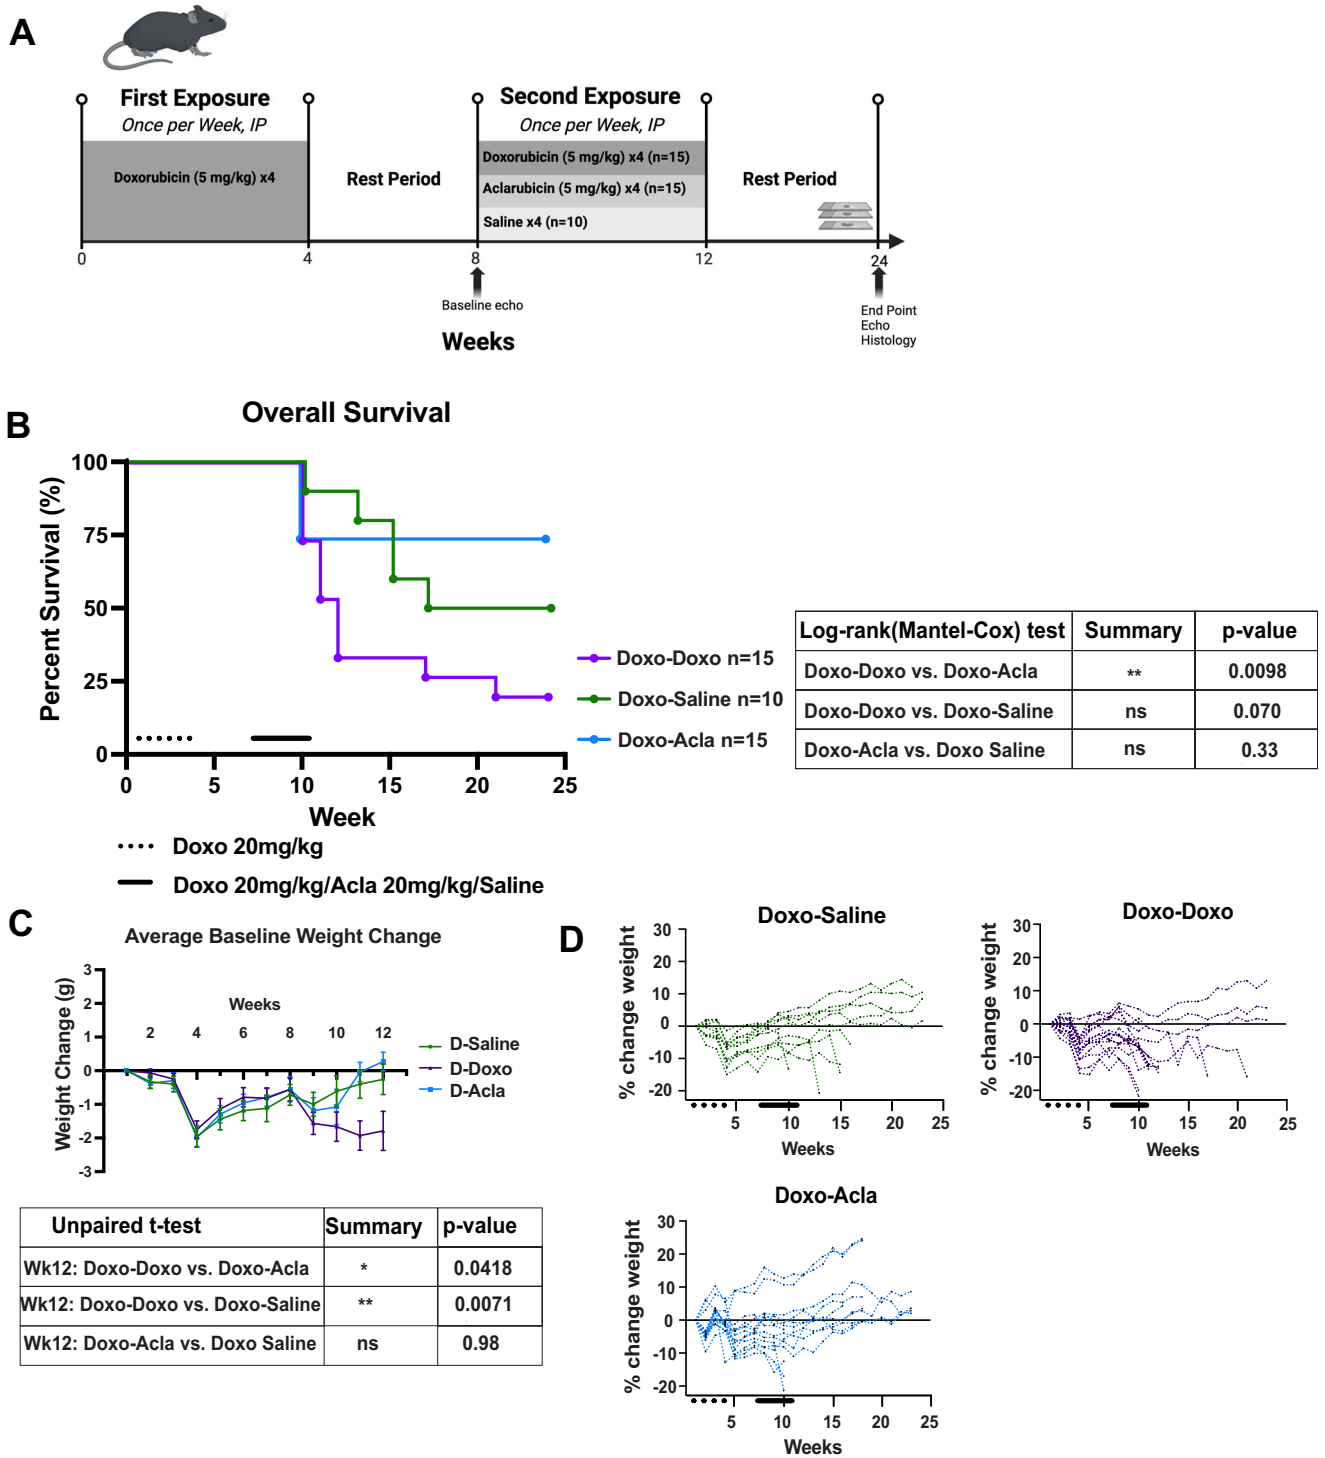 A
First Exposure
Once per Week, IP
Doxorubicin (5 mg/kg) x4
Rest Period
Second Exposure
Once per Week, IP
Doxorubicin (5 mg/kg) x4 (n=15)
Aclarubicin (5 mg/kg) x4 (n=15)
Saline x4 (n=10)
Rest Period
0 4 8 12 24
Baseline echo
End Point
Echo
Histology
Weeks
B
Overall Survival
Percent Survival (%)
100
75
50
25
0
0 5 10 15 20 25
Week
Doxo-Doxo n=15
Doxo-Saline n=10
Doxo-Acla n=15
Doxo 20mg/kg
Doxo 20mg/kg/Acla 20mg/kg/Saline
Log-rank(Mantel-Cox) test Summary p-value
Doxo-Doxo vs. Doxo-Acla ** 0.0098
Doxo-Doxo vs. Doxo-Saline ns 0.070
Doxo-Acla vs. Doxo Saline ns 0.33
C
Average Baseline Weight Change
Weight Change (g)
3
2
1
0
-1
-2
-3
Weeks
2 4 6 8 10 12
D-Saline
D-Doxo
D-Acla
Unpaired t-test Summary p-value
Wk12: Doxo-Doxo vs. Doxo-Acla * 0.0418
Wk12: Doxo-Doxo vs. Doxo-Saline ** 0.0071
Wk12: Doxo-Acla vs. Doxo Saline ns 0.98
D
Doxo-Saline
% change weight
30
20
10
0
-10
-20
5 10 15 20 25
Weeks
Doxo-Doxo
% change weight
30
20
10
0
-10
-20
5 10 15 20 25
Weeks
Doxo-Acla
% change weight
30
20
10
0
-10
-20
5 10 15 20 25
Weeks